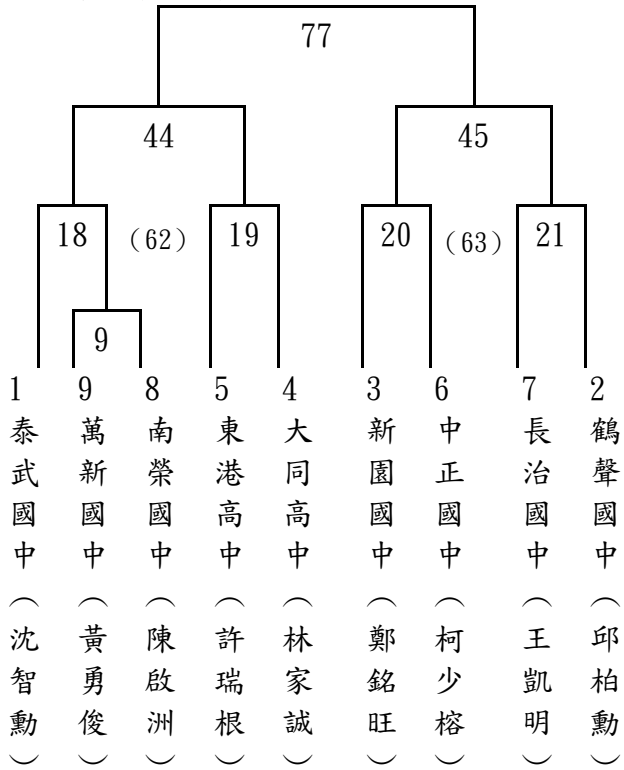 77
44 45
18 (62) 19 20 (63) 21
9
1 9 8 5 4 3 6 7 2
泰武國中(沈智勳)
萬新國中(黃勇俊)
南榮國中(陳啟洲)
東港高中(許瑞根)
大同高中(林家誠)
新園國中(鄭銘旺)
中正國中(柯少榕)
長治國中(王凱明)
鶴聲國中(邱柏勳)